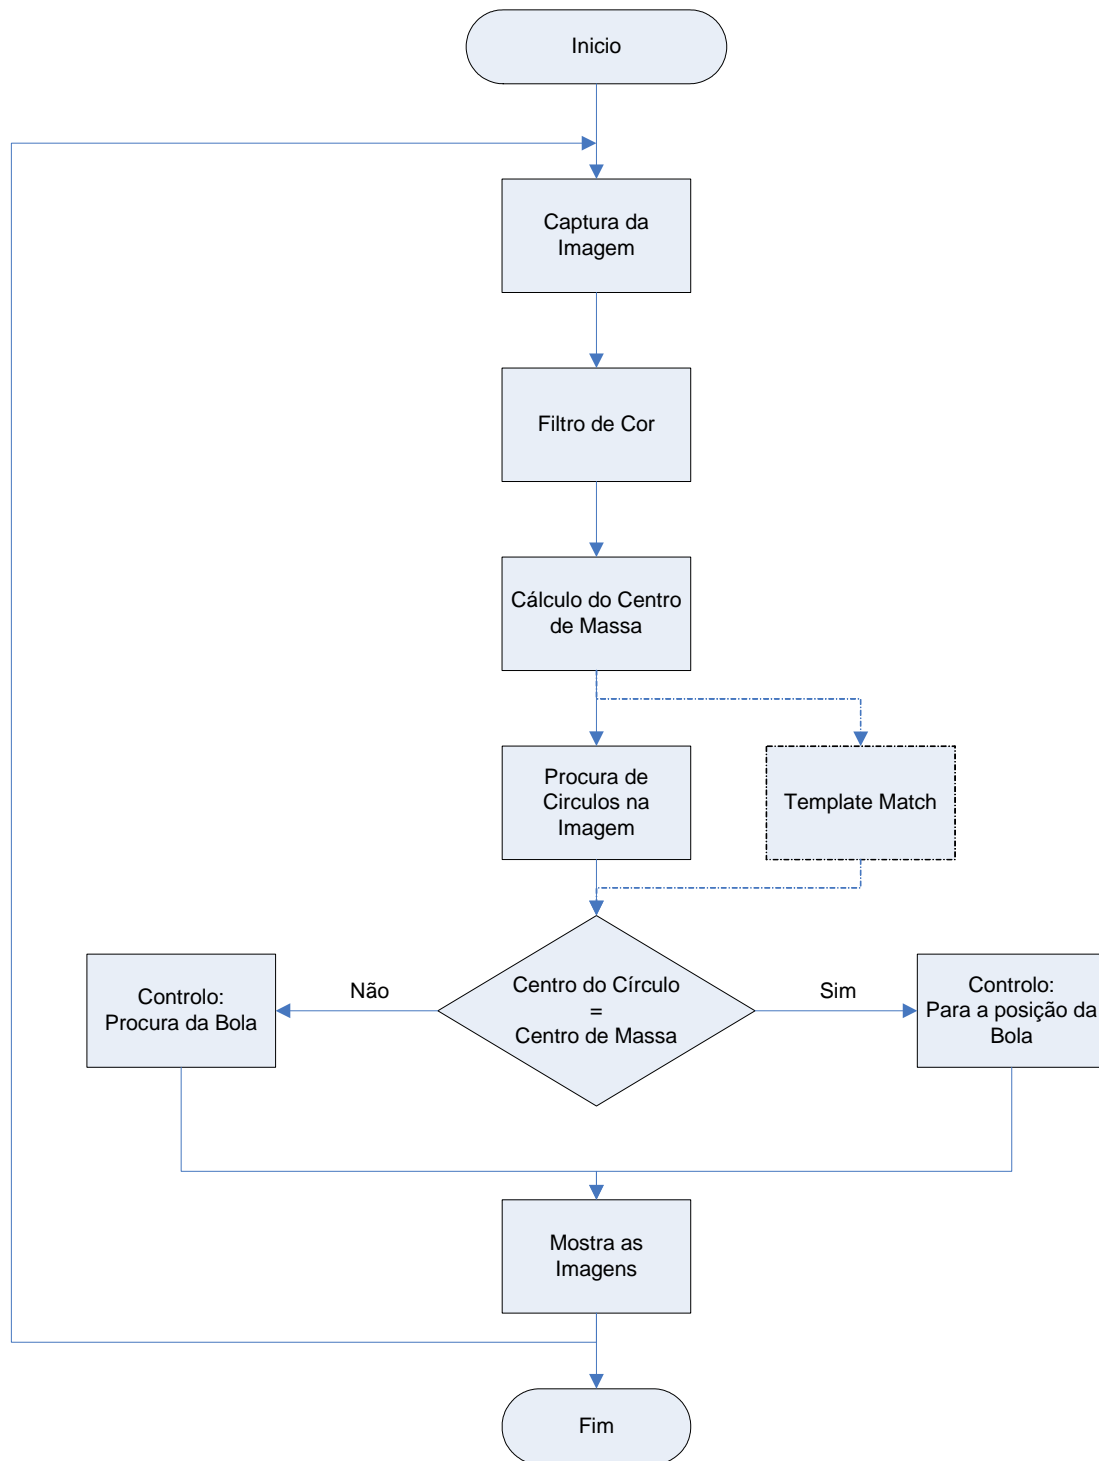 Inicio
Captura da
Imagem
Filtro de Cor
Cálculo do Centro
de Massa
Procura de
Circulos na
Imagem
Template Match
Controlo:
Procura da Bola
Não
Centro do Círculo
=
Centro de Massa
Sim
Controlo:
Para a posição da
Bola
Mostra as
Imagens
Fim